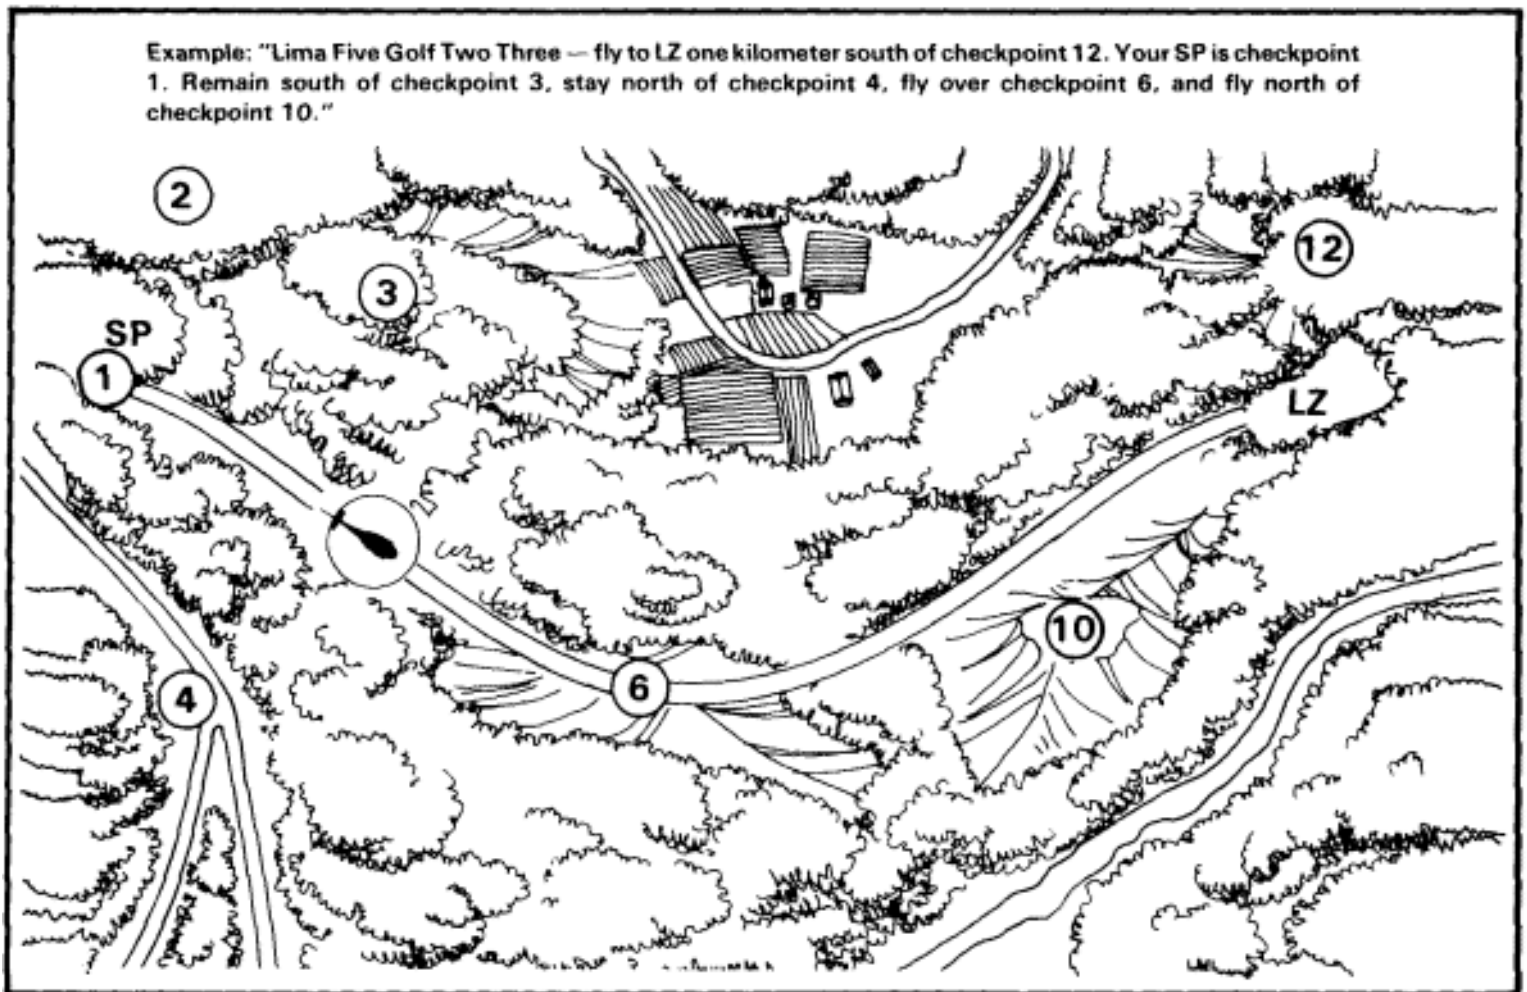 Example: "Lima Five Golf Two Three — fly to LZ one kilometer south of checkpoint 12. Your SP is checkpoint
1. Remain south of checkpoint 3, stay north of checkpoint 4, fly over checkpoint 6, and fly north of
checkpoint 10."
2
12
3
SP
1
LZ
10
6
4